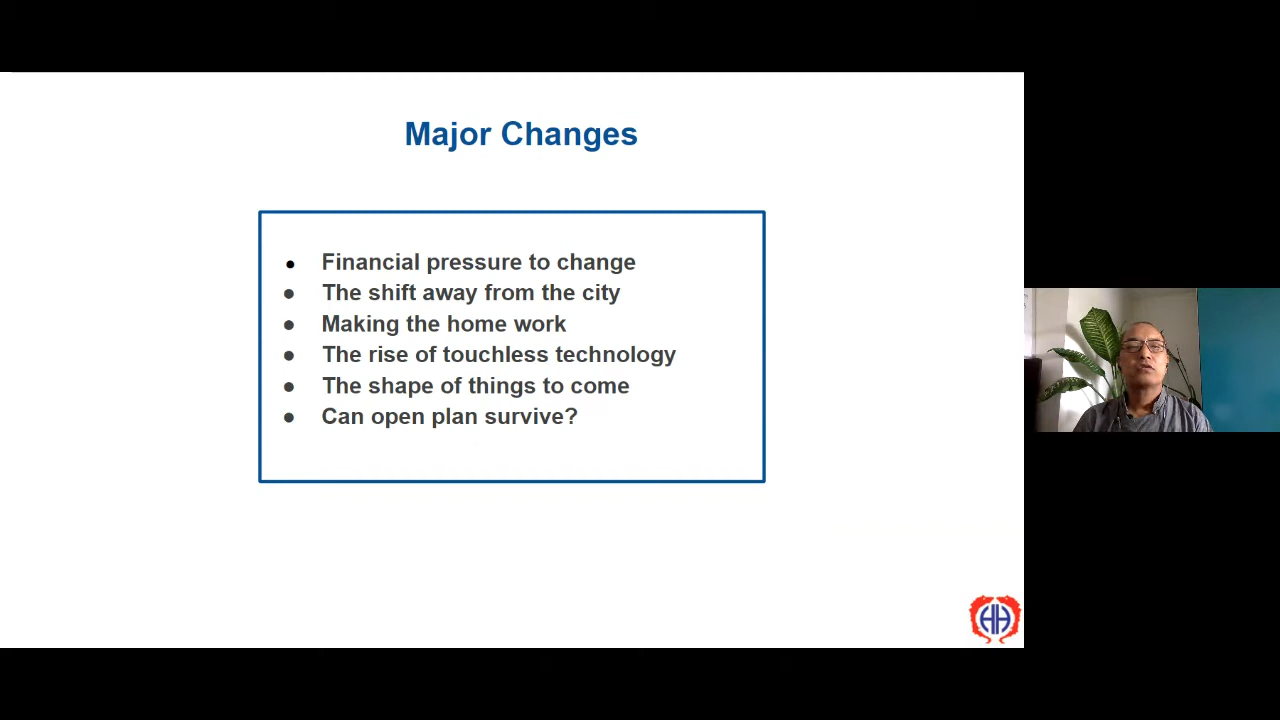 Major Changes
● Financial pressure to change
● The shift away from the city
● Making the home work
● The rise of touchless technology
● The shape of things to come
● Can open plan survive?
HH